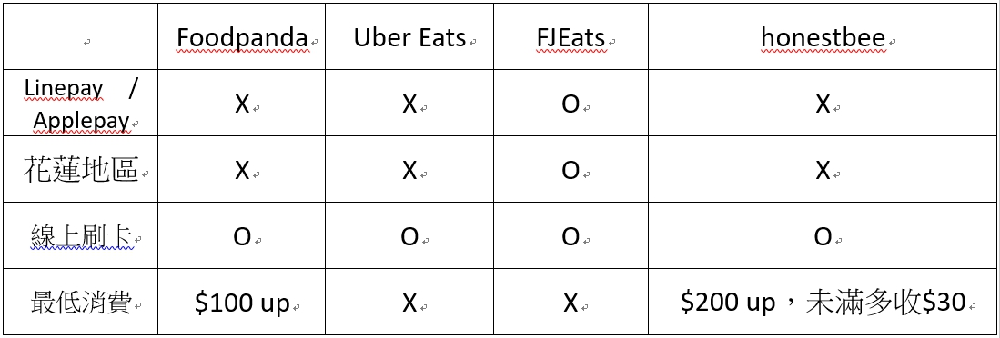 Foodpanda Uber Eats FJEats honestbee
Linepay /
Applepay X X O X
花蓮地區 X X O X
線上刷卡 O O O O
最低消費 $100 up X X $200 up，未滿多收$30